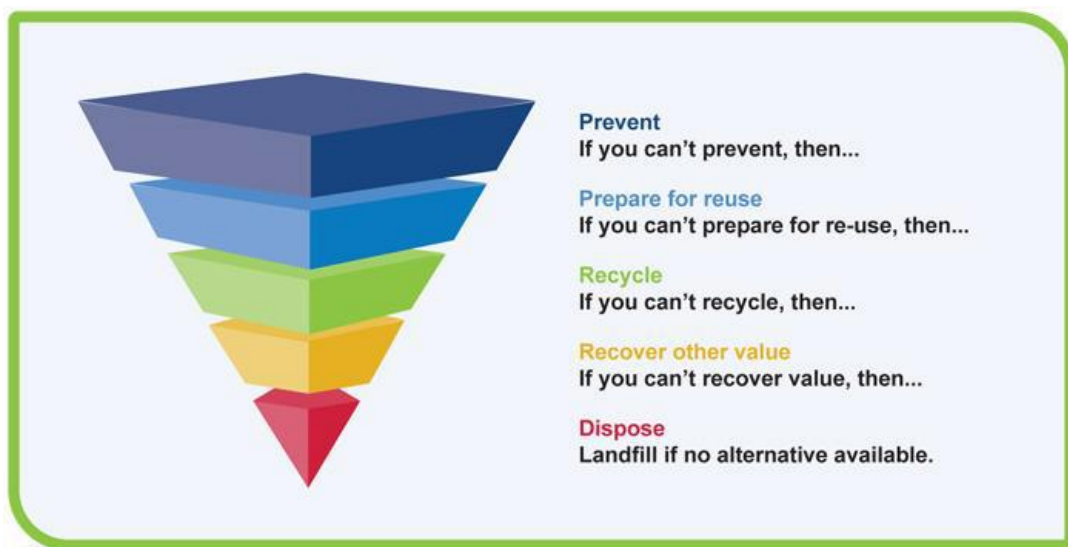 Prevent
If you can’t prevent, then...
Prepare for reuse
If you can’t prepare for re-use, then...
Recycle
If you can’t recycle, then...
Recover other value
If you can’t recover value, then...
Dispose
Landfill if no alternative available.